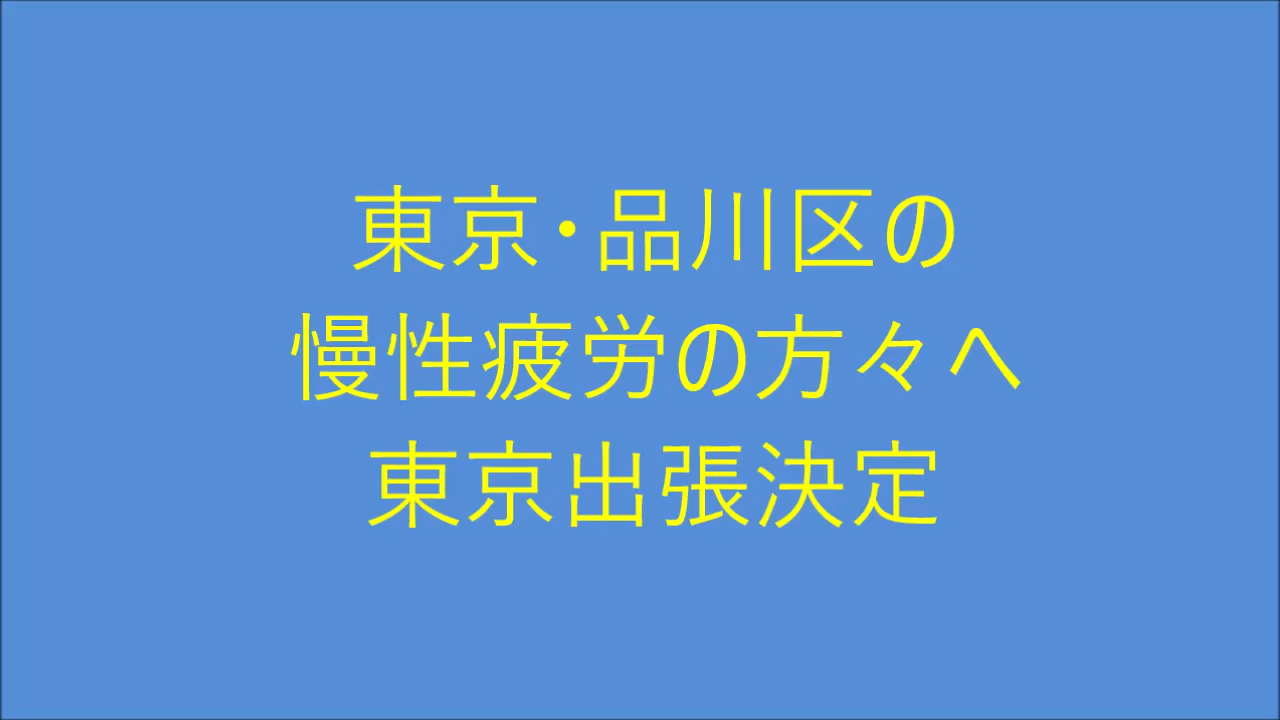 東京･品川区の
慢性疲労の方々へ
東京出張決定